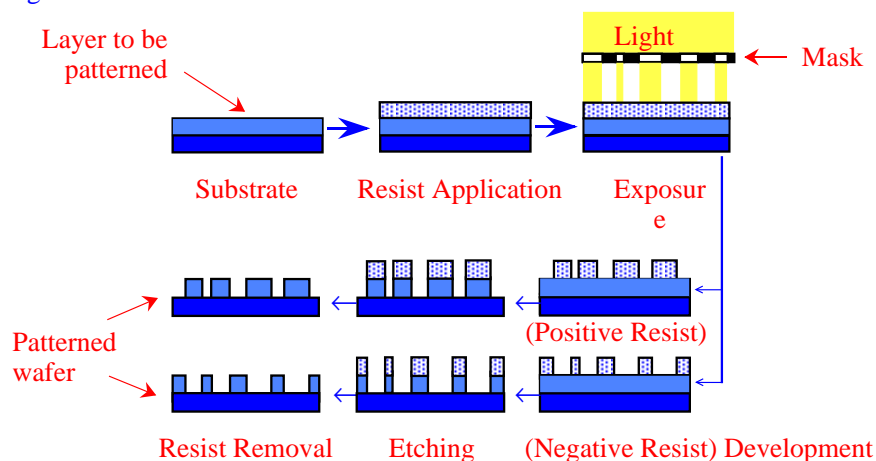 Light
Layer to be
patterned
Mask
Substrate
Resist Application
Exposur
e
(Positive Resist)
Patterned
wafer
Resist Removal
Etching
(Negative Resist) Development